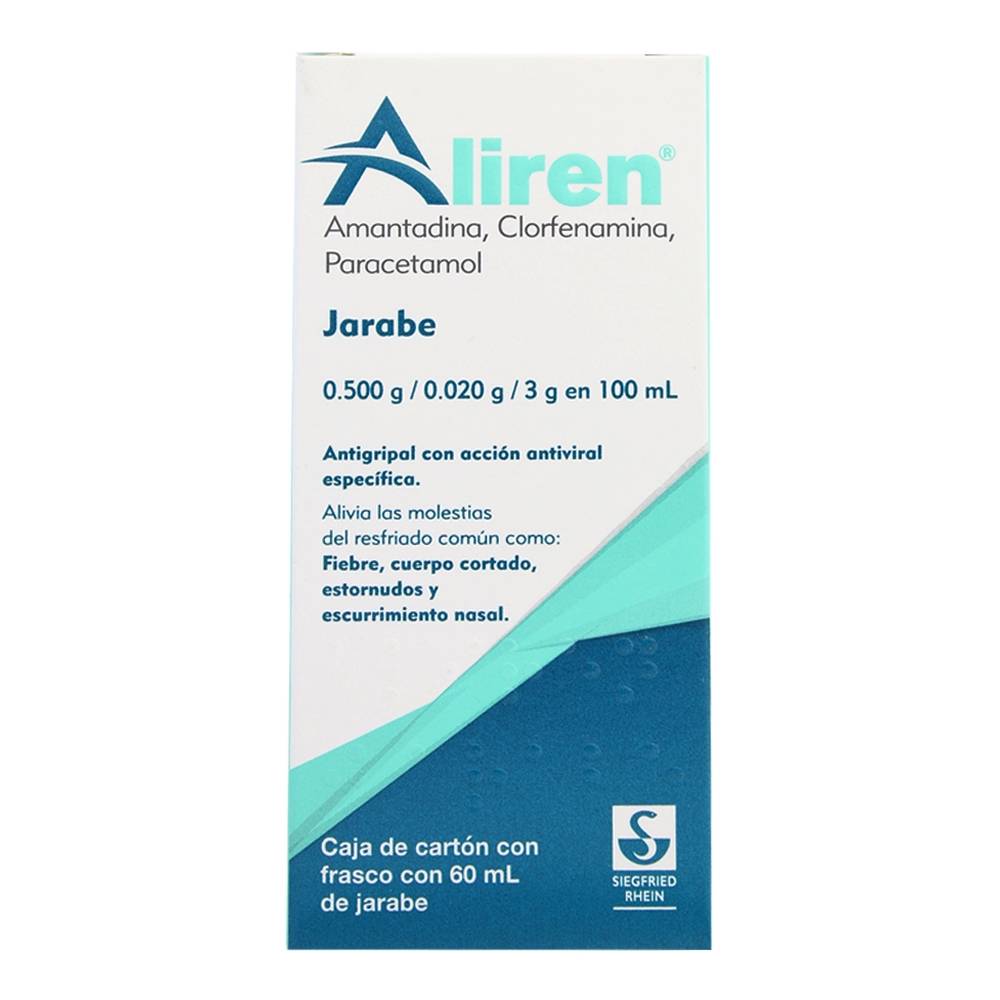 Aliren®
Amantadina, Clorfenamina,
Paracetamol
Jarabe
0.500 g / 0.020 g / 3 g en 100 mL
Antigripal con acción antiviral
específica.
Alivia las molestias
del resfriado común como:
Fiebre, cuerpo cortado,
estornudos y
escurrimiento nasal.
Caja de cartón con
frasco con 60 mL
de jarabe
SIEGFRIED
RHEIN